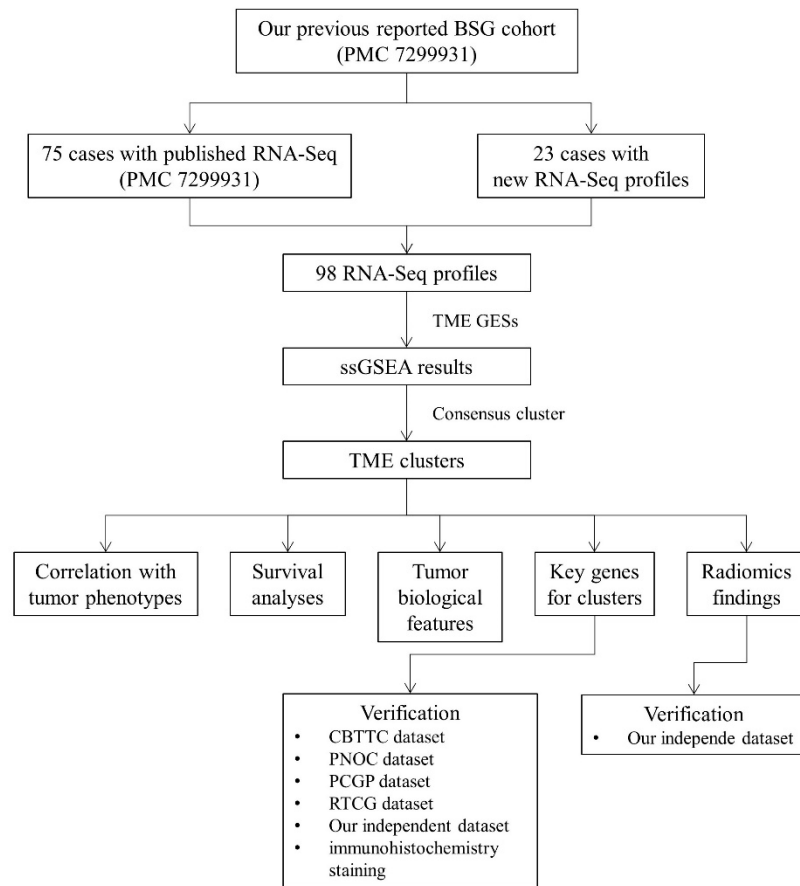 Our previous reported BSG cohort
(PMC 7299931)
75 cases with published RNA-Seq
(PMC 7299931)
23 cases with
new RNA-Seq profiles
98 RNA-Seq profiles
TME GESs
ssGSEA results
Consensus cluster
TME clusters
Correlation with
tumor phenotypes
Survival
analyses
Tumor
biological
features
Key genes
for clusters
Radiomics
findings
Verification
• CBTTC dataset
• PNOC dataset
• PCGP dataset
• RTCG dataset
• Our independent dataset
• immunohistochemistry
staining
Verification
• Our independe dataset